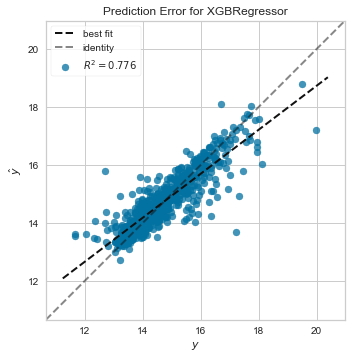 Prediction Error for XGBRegressor
best fit
identity
R² = 0.776
20
18
16
14
12
ŷ
12 14 16 18 20
y